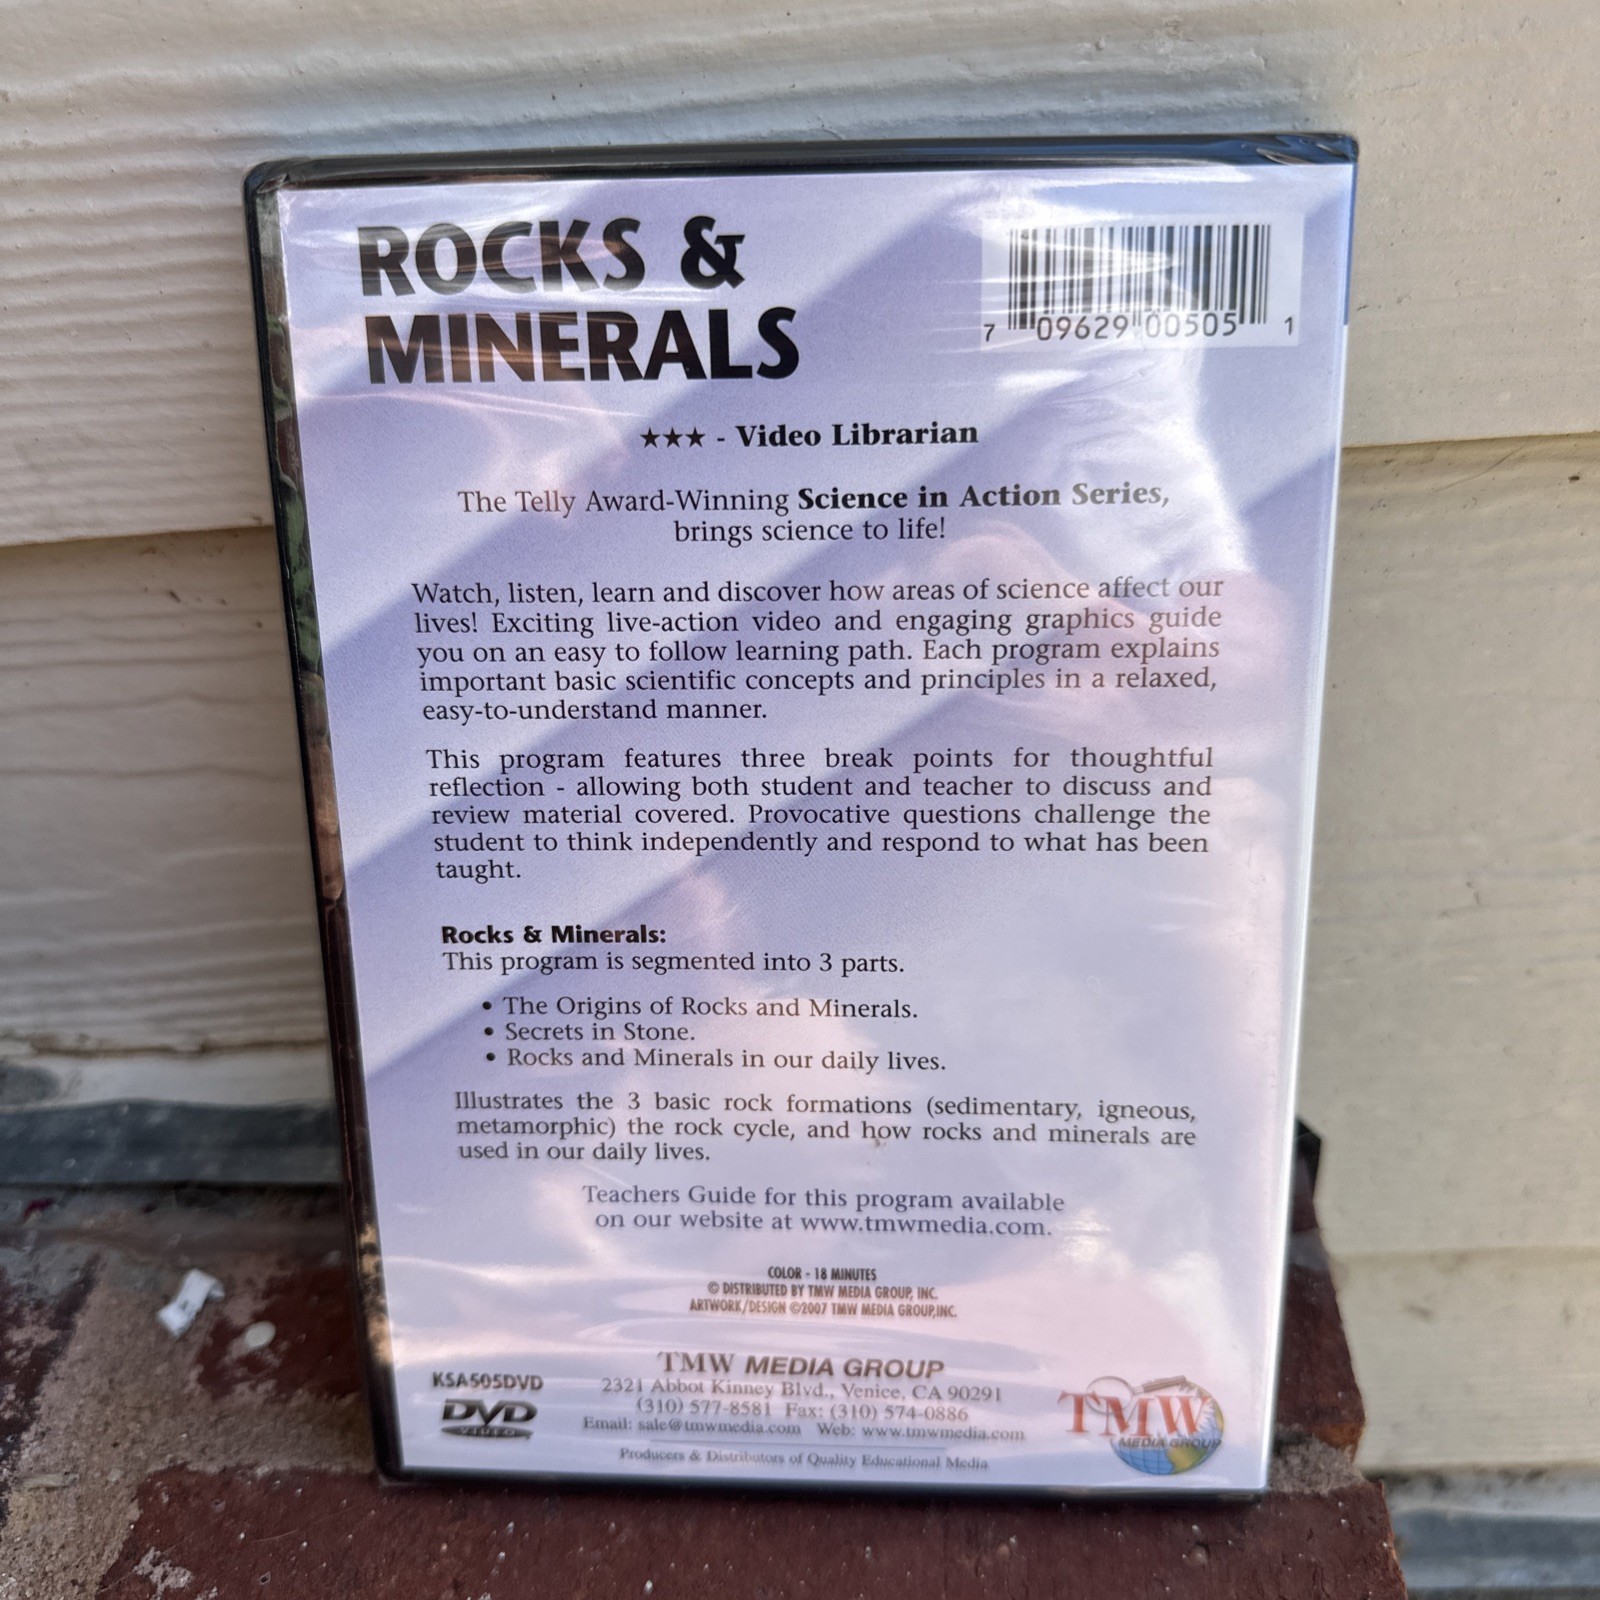 ROCKS &
MINERALS
7 09629 00505 1
★★★ - Video Librarian
The Telly Award-Winning Science in Action Series,
brings science to life!
Watch, listen, learn and discover how areas of science affect our
lives! Exciting live-action video and engaging graphics guide
you on an easy to follow learning path. Each program explains
important basic scientific concepts and principles in a relaxed,
easy-to-understand manner.
This program features three break points for thoughtful
reflection - allowing both student and teacher to discuss and
review material covered. Provocative questions challenge the
student to think independently and respond to what has been
taught.
Rocks & Minerals:
This program is segmented into 3 parts.
• The Origins of Rocks and Minerals.
• Secrets in Stone.
• Rocks and Minerals in our daily lives.
Illustrates the 3 basic rock formations (sedimentary, igneous,
metamorphic) the rock cycle, and how rocks and minerals are
used in our daily lives.
Teachers Guide for this program available
on our website at www.tmwmedia.com.
COLOR - 18 MINUTES
© DISTRIBUTED BY TMW MEDIA GROUP, INC.
ARTWORK/DESIGN ©2007 TMW MEDIA GROUP,INC.
TMW MEDIA GROUP
2321 Abbot Kinney Blvd., Venice, CA 90291
(310) 577-8581 Fax: (310) 574-0886
Email: sale@tmwmedia.com Web: www.tmwmedia.com
Producers & Distributors of Quality Educational Media
KSA505DVD
DVD
VIDEO
TMW
MEDIA GROUP